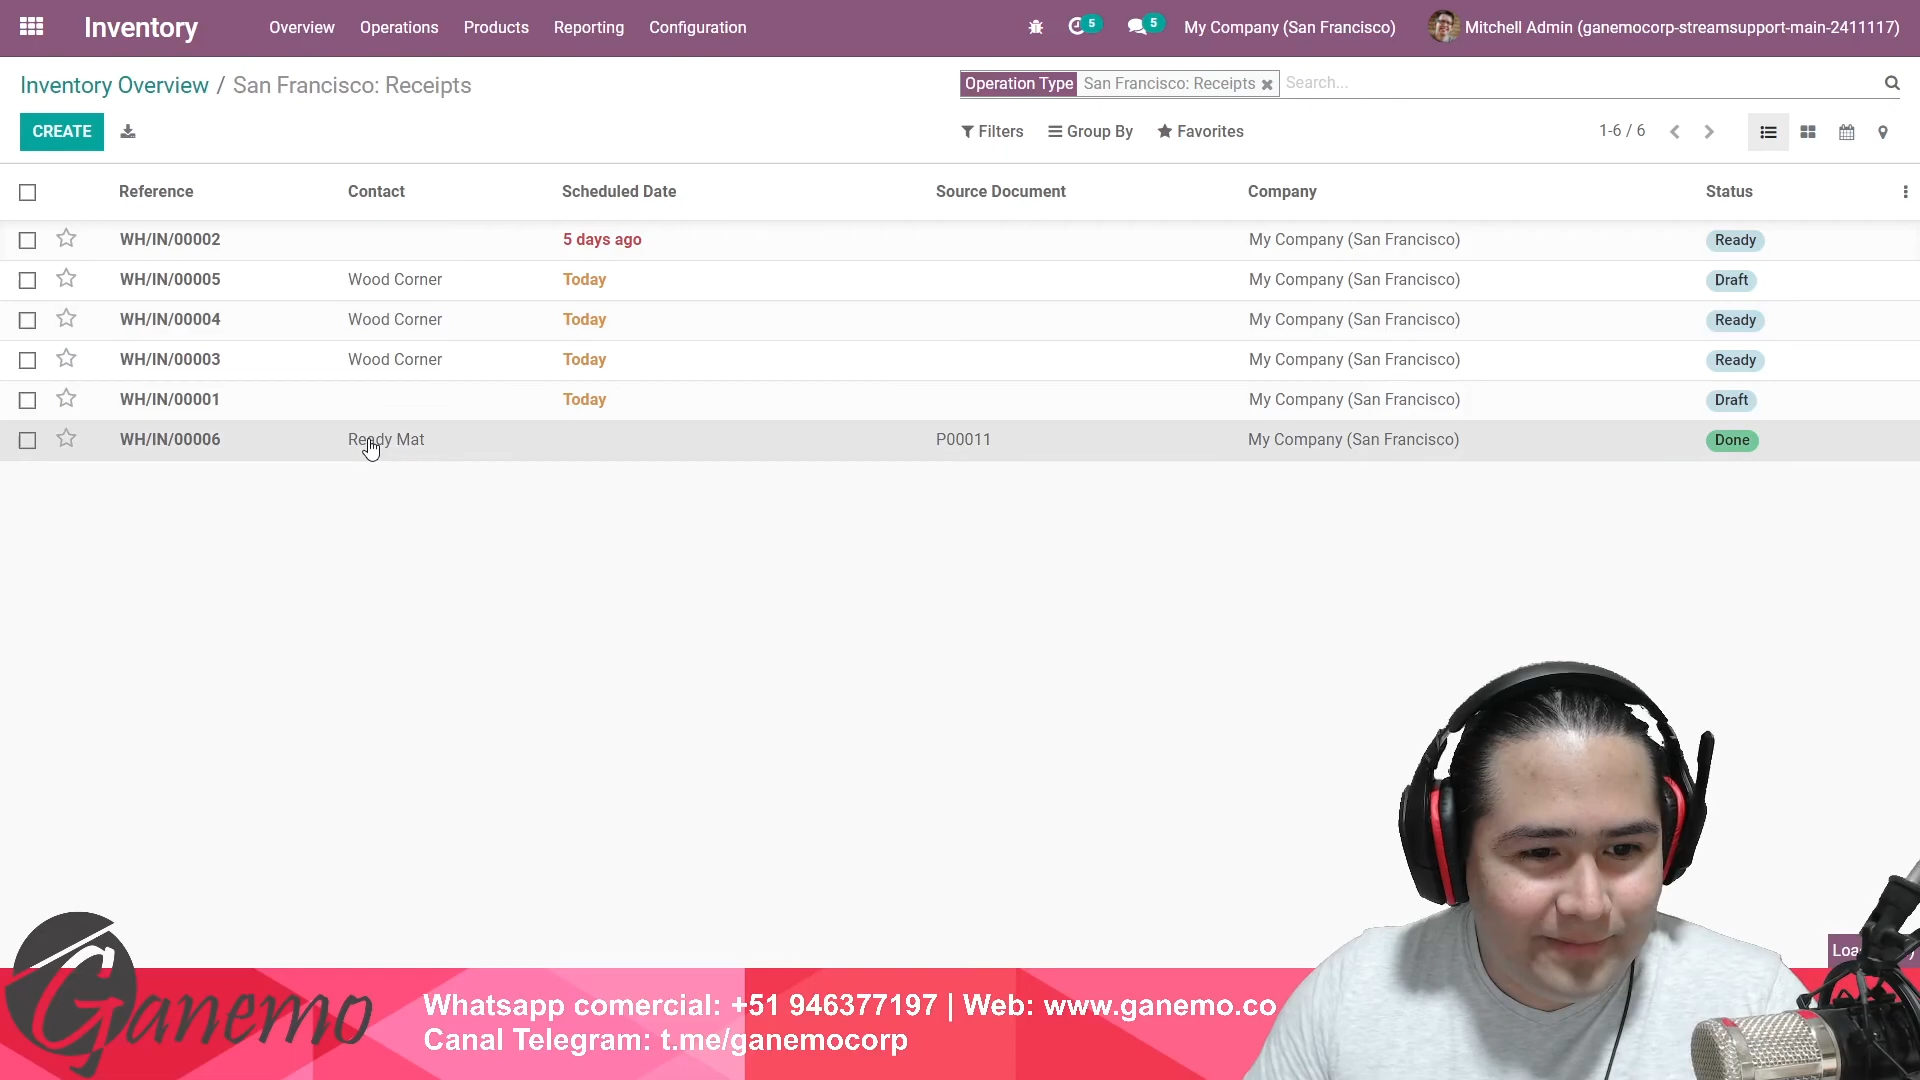 Inventory Overview Operations Products Reporting Configuration 5 5 My Company (San Francisco) Mitchell Admin (ganemocorp-streamsupport-main-2411117)
Inventory Overview / San Francisco: Receipts
Operation Type San Francisco: Receipts Search...
CREATE Filters Group By Favorites 1-6 / 6
Reference Contact Scheduled Date Source Document Company Status
WH/IN/00002 5 days ago My Company (San Francisco) Ready
WH/IN/00005 Wood Corner Today My Company (San Francisco) Draft
WH/IN/00004 Wood Corner Today My Company (San Francisco) Ready
WH/IN/00003 Wood Corner Today My Company (San Francisco) Ready
WH/IN/00001 Today My Company (San Francisco) Draft
WH/IN/00006 Ready Mat P00011 My Company (San Francisco) Done
Ganemo
Whatsapp comercial: +51 946377197 | Web: www.ganemo.co
Canal Telegram: t.me/ganemocorp